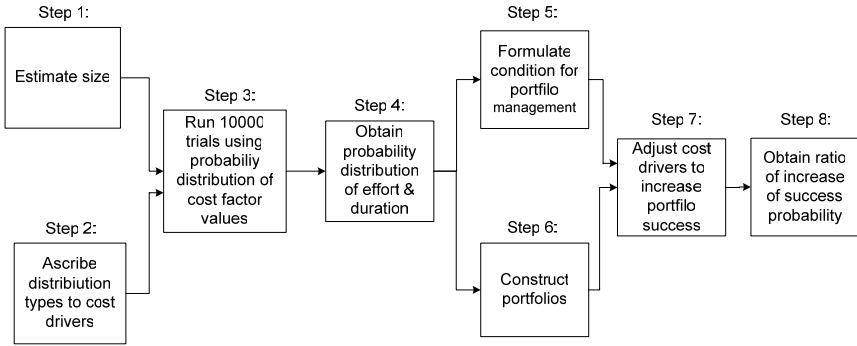 Step 1:
Estimate size
Step 2:
Ascribe
distribiution
types to cost
drivers
Step 3:
Run 10000
trials using
probabiliy
distribution of
cost factor
values
Step 4:
Obtain
probability
distribution
of effort &
duration
Step 5:
Formulate
condition for
portfilo
management
Step 6:
Construct
portfolios
Step 7:
Adjust cost
drivers to
increase
portfilo
success
Step 8:
Obtain ratio
of increase
of success
probability